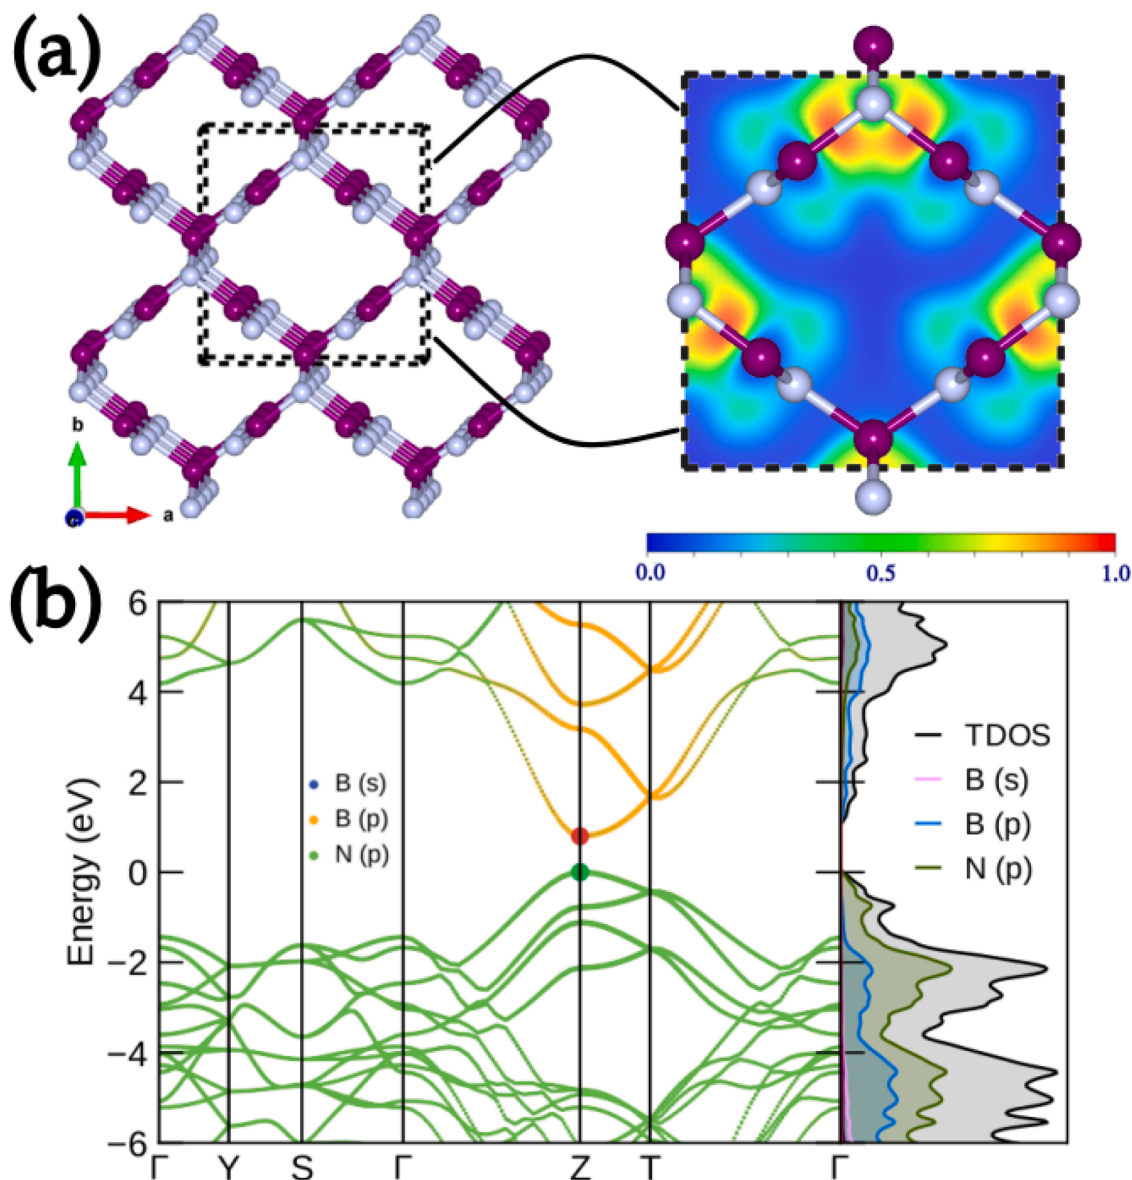 (a)
b
a
c
0.0 0.5 1.0
(b)
Energy (eV)
6
4
2
0
−2
−4
−6
B (s)
B (p)
N (p)
TDOS
B (s)
B (p)
N (p)
Γ Y S Γ Z T Γ